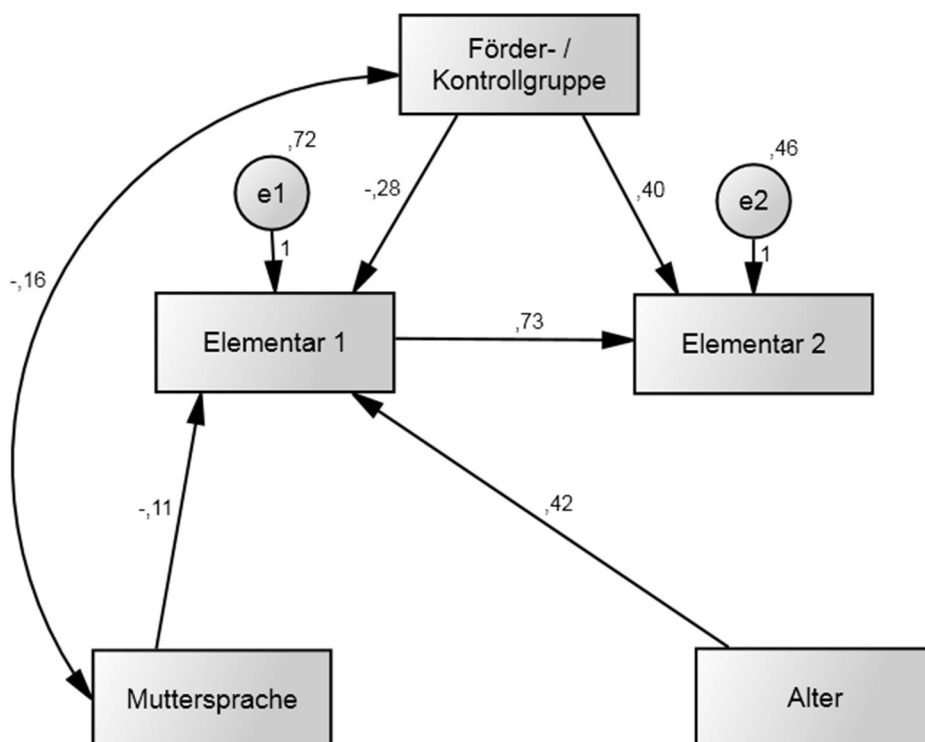 Förder- /
Kontrollgruppe
,72
,46
e1
e2
-,28
,40
1
1
-,16
Elementar 1
,73
Elementar 2
-,11
,42
Muttersprache
Alter